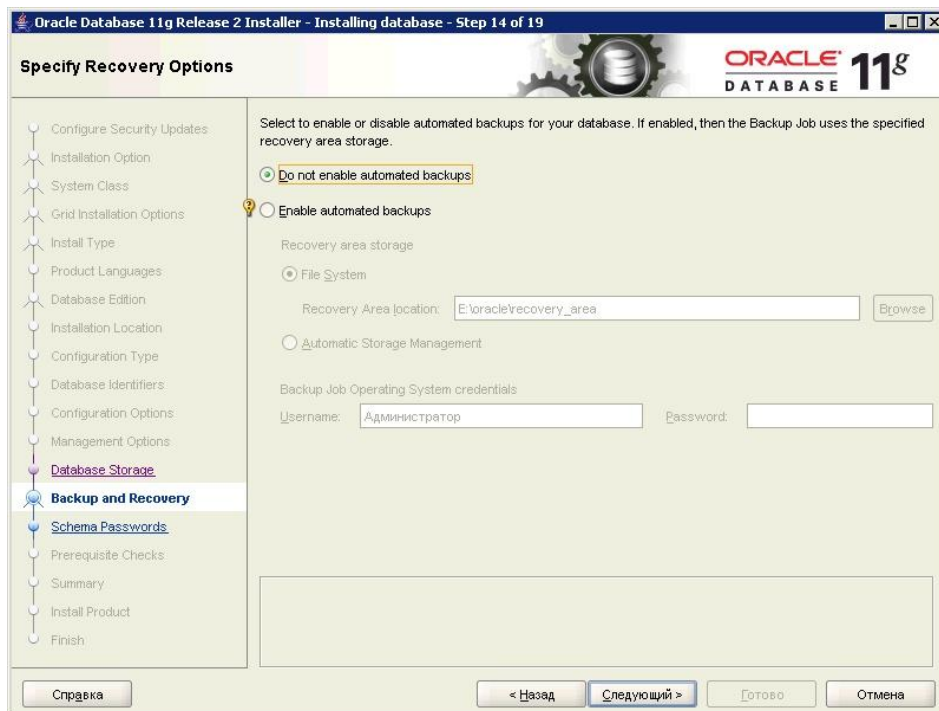 Oracle Database 11g Release 2 Installer - Installing database - Step 14 of 19
Specify Recovery Options
ORACLE
DATABASE
11g
Configure Security Updates
Installation Option
System Class
Grid Installation Options
Install Type
Product Languages
Database Edition
Installation Location
Configuration Type
Database Identifiers
Configuration Options
Management Options
Database Storage
Backup and Recovery
Schema Passwords
Prerequisite Checks
Summary
Install Product
Finish
Select to enable or disable automated backups for your database. If enabled, then the Backup Job uses the specified
recovery area storage.
Do not enable automated backups
Enable automated backups
Recovery area storage
File System
Recovery Area location: E:\oracle\recovery_area Browse
Automatic Storage Management
Backup Job Operating System credentials
Username: Администратор Password:
Справка < Назад Следующий > Готово Отмена